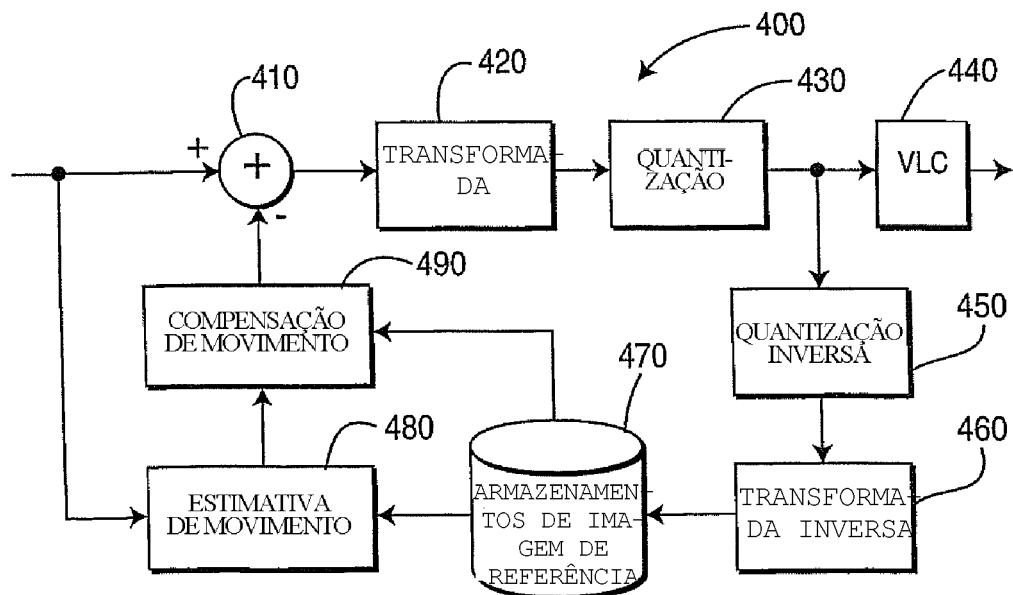 400
410
420
430
440
+
+
-
TRANSFORMA-
DA
QUANTI-
ZAÇÃO
VLC
490
COMPENSAÇÃO
DE MOVIMENTO
QUANTIZAÇÃO
INVERSA
450
470
480
ESTIMATIVA
DE MOVIMENTO
ARMAZENAMEN-
TOS DE IMA-
GEM DE
REFERÊNCIA
460
TRANSFORMA-
DA INVERSA